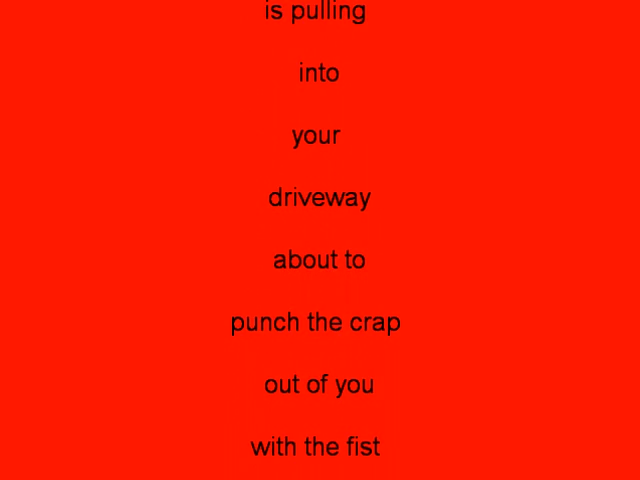 is pulling
into
your
driveway
about to
punch the crap
out of you
with the fist